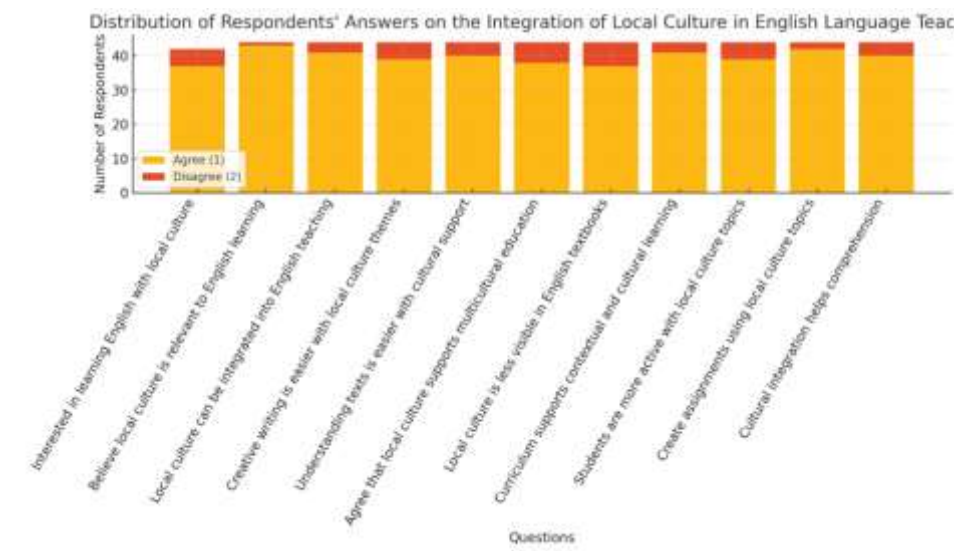 Distribution of Respondents' Answers on the Integration of Local Culture in English Language Teac
Number of Respondents
40
30
20
10
0
Agree (1)
Disagree (2)
Interested in learning English with local culture
Believe local culture is relevant to English learning
Local culture can be integrated into English teaching
Creative writing is easier with local culture themes
Understanding texts is easier with cultural support
Agree that local culture supports multicultural education
Local culture is less visible in English textbooks
Curriculum supports contextual and cultural learning
Students are more active with local culture topics
Create assignments using local culture topics
Cultural integration helps comprehension
Questions